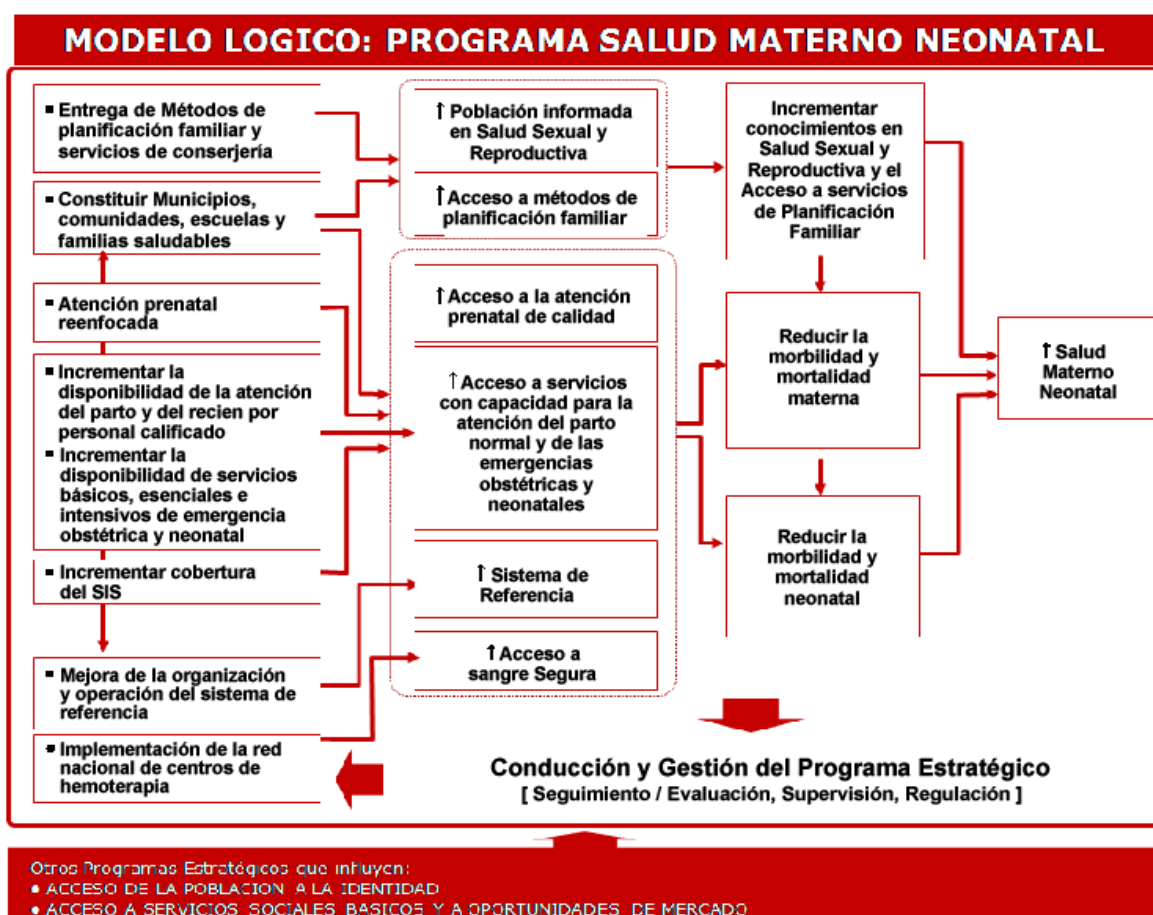 MODELO LOGICO: PROGRAMA SALUD MATERNO NEONATAL
▪ Entrega de Métodos de
planificación familiar y
servicios de conserjería
▪ Constituir Municipios,
comunidades, escuelas y
familias saludables
▪ Atención prenatal
reenfocada
▪ Incrementar la
disponibilidad de la atención
del parto y del recien por
personal calificado
▪ Incrementar la
disponibilidad de servicios
básicos, esenciales e
intensivos de emergencia
obstétrica y neonatal
▪ Incrementar cobertura
del SIS
▪ Mejora de la organización
y operación del sistema de
referencia
▪ Implementación de la red
nacional de centros de
hemoterapia
↑ Población informada
en Salud Sexual y
Reproductiva
↑ Acceso a métodos de
planificación familiar
↑ Acceso a la atención
prenatal de calidad
↑ Acceso a servicios
con capacidad para la
atención del parto
normal y de las
emergencias
obstétricas y
neonatales
↑ Sistema de
Referencia
↑ Acceso a
sangre Segura
Incrementar
conocimientos en
Salud Sexual y
Reproductiva y el
Acceso a servicios
de Planificación
Familiar
Reducir la
morbilidad y
mortalidad
materna
Reducir la
morbilidad y
mortalidad
neonatal
↑ Salud
Materno
Neonatal
Conducción y Gestión del Programa Estratégico
[ Seguimiento / Evaluación, Supervisión, Regulación ]
Otros Programas Estratégicos que influyen:
• ACCESO DE LA POBLACION A LA IDENTIDAD
• ACCESO A SERVICIOS SOCIALES BASICOS Y A OPORTUNIDADES DE MERCADO